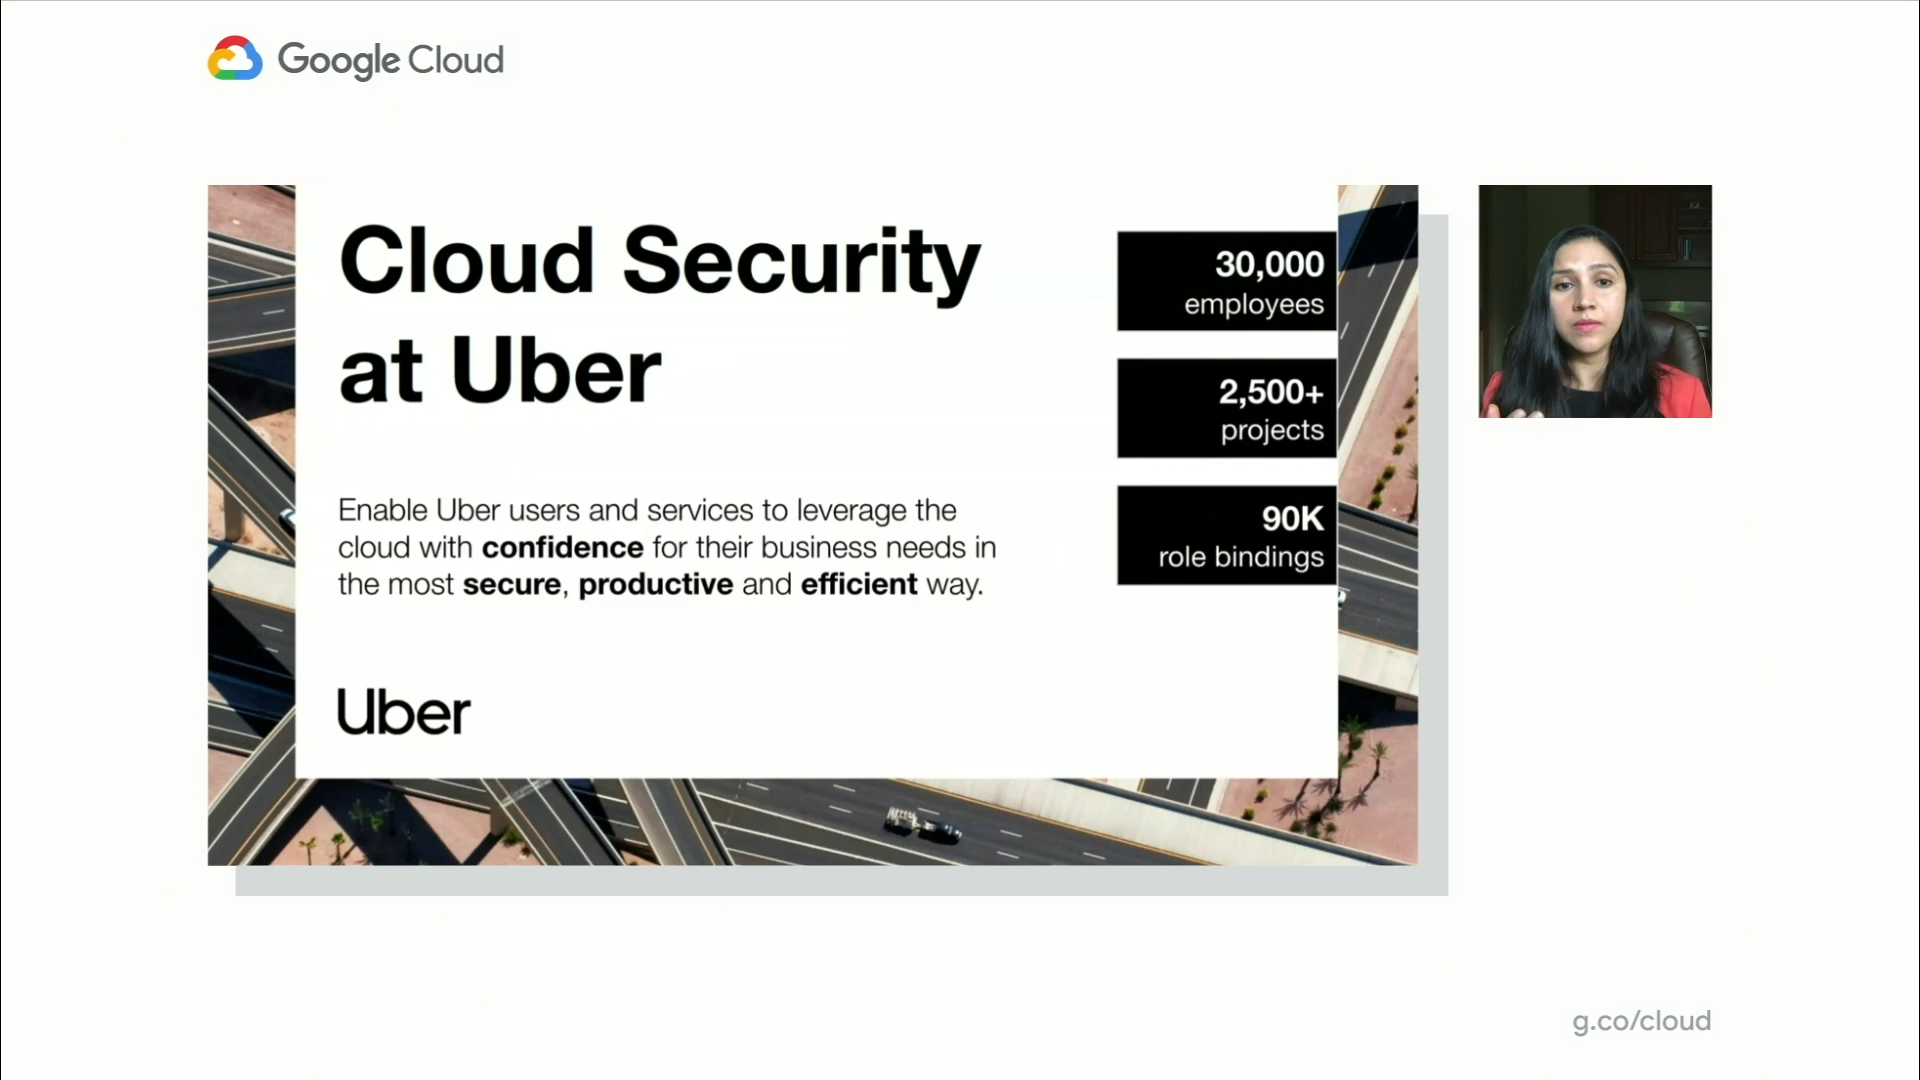 Google Cloud
Cloud Security
at Uber
30,000
employees
2,500+
projects
90K
role bindings
Enable Uber users and services to leverage the
cloud with confidence for their business needs in
the most secure, productive and efficient way.
Uber
g.co/cloud